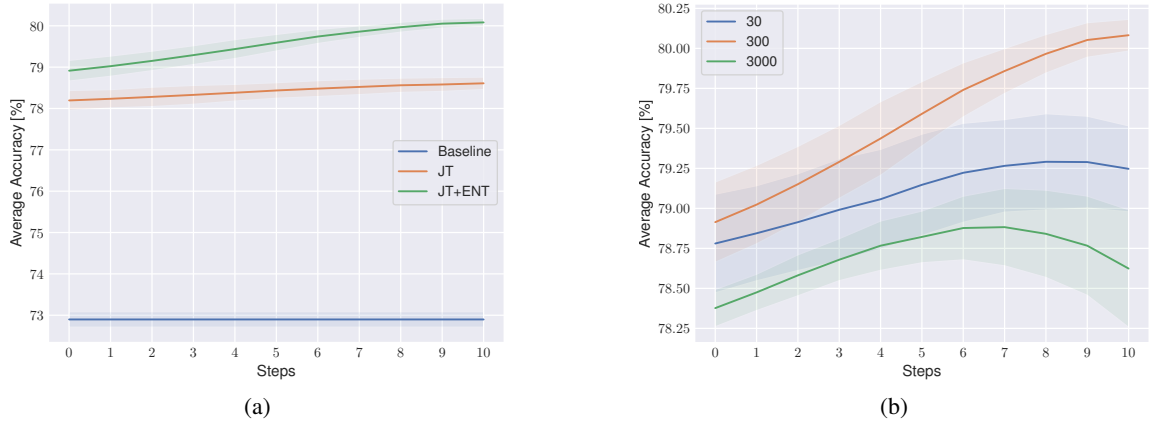 80
79
78
77
76
75
74
73
Average Accuracy [%]
Baseline
JT
JT+ENT
0 1 2 3 4 5 6 7 8 9 10
Steps
(a)
80.25
80.00
79.75
79.50
79.25
79.00
78.75
78.50
78.25
Average Accuracy [%]
30
300
3000
0 1 2 3 4 5 6 7 8 9 10
Steps
(b)